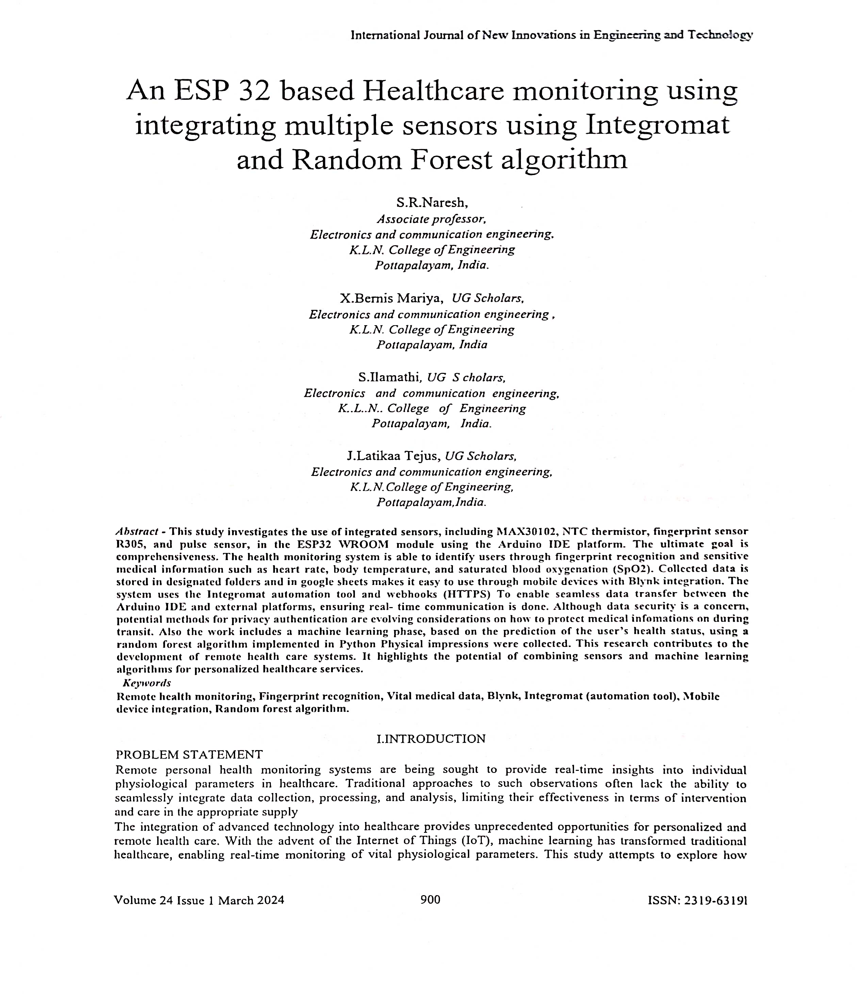 International Journal of New Innovations in Engineering and Technology
An ESP 32 based Healthcare monitoring using
integrating multiple sensors using Integromat
and Random Forest algorithm
S.R.Naresh,
Associate professor,
Electronics and communication engineering,
K.L.N. College of Engineering
Pottapalayam, India.
X.Bernis Mariya, UG Scholars,
Electronics and communication engineering ,
K.L.N. College of Engineering
Pottapalayam, India
S.Ilamathi, UG S cholars,
Electronics and communication engineering,
K..L..N.. College of Engineering
Pottapalayam, India.
J.Latikaa Tejus, UG Scholars,
Electronics and communication engineering,
K.L.N.College of Engineering,
Pottapalayam,India.
Abstract - This study investigates the use of integrated sensors, including MAX30102, NTC thermistor, fingerprint sensor
R305, and pulse sensor, in the ESP32 WROOM module using the Arduino IDE platform. The ultimate goal is
comprehensiveness. The health monitoring system is able to identify users through fingerprint recognition and sensitive
medical information such as heart rate, body temperature, and saturated blood oxygenation (SpO2). Collected data is
stored in designated folders and in google sheets makes it easy to use through mobile devices with Blynk integration. The
system uses the Integromat automation tool and webhooks (HTTPS) To enable seamless data transfer between the
Arduino IDE and external platforms, ensuring real- time communication is done. Although data security is a concern,
potential methods for privacy authentication are evolving considerations on how to protect medical infomations on during
transit. Also the work includes a machine learning phase, based on the prediction of the user's health status, using a
random forest algorithm implemented in Python Physical impressions were collected. This research contributes to the
development of remote health care systems. It highlights the potential of combining sensors and machine learning
algorithms for personalized healthcare services.
Keywords
Remote health monitoring, Fingerprint recognition, Vital medical data, Blynk, Integromat (automation tool), Mobile
device integration, Random forest algorithm.
I.INTRODUCTION
PROBLEM STATEMENT
Remote personal health monitoring systems are being sought to provide real-time insights into individual
physiological parameters in healthcare. Traditional approaches to such observations often lack the ability to
seamlessly integrate data collection, processing, and analysis, limiting their effectiveness in terms of intervention
and care in the appropriate supply
The integration of advanced technology into healthcare provides unprecedented opportunities for personalized and
remote health care. With the advent of the Internet of Things (IoT), machine learning has transformed traditional
healthcare, enabling real-time monitoring of vital physiological parameters. This study attempts to explore how
Volume 24 Issue 1 March 2024
900
ISSN: 2319-63191